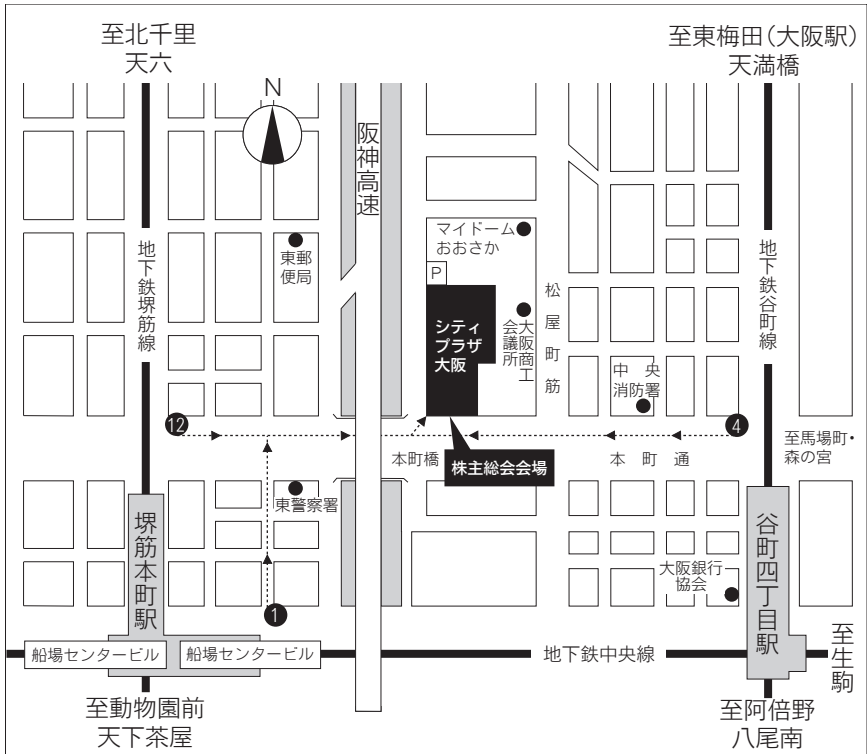 至北千里
天六
至東梅田(大阪駅)
天満橋
N
阪神高速
マイドーム
おおさか
東郵
便局
P
地下鉄堺筋線
地下鉄谷町線
シティ
プラザ
大阪
大阪商工
会議所
松屋町筋
中央
消防署
12
4
本町橋
株主総会会場
本町通
至馬場町・
森の宮
東警察署
堺筋本町駅
谷町四丁目駅
大阪銀行
協会
1
船場センタービル
船場センタービル
地下鉄中央線
至生駒
至動物園前
天下茶屋
至阿倍野
八尾南